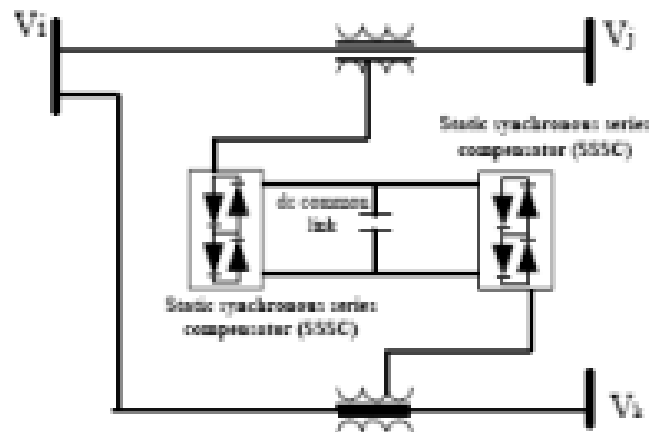 Vi
Vj
Static synchronous series
compensator (SSSC)
dc common
link
Static synchronous series
compensator (SSSC)
Vk